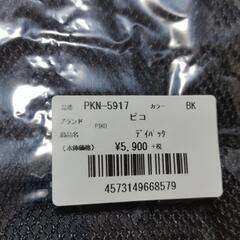 品番 PKN-5917 カラー BK
ブランド PIKO ピコ
商品名 デイパック
(本体価格) ¥5,900 +税
4573149668579